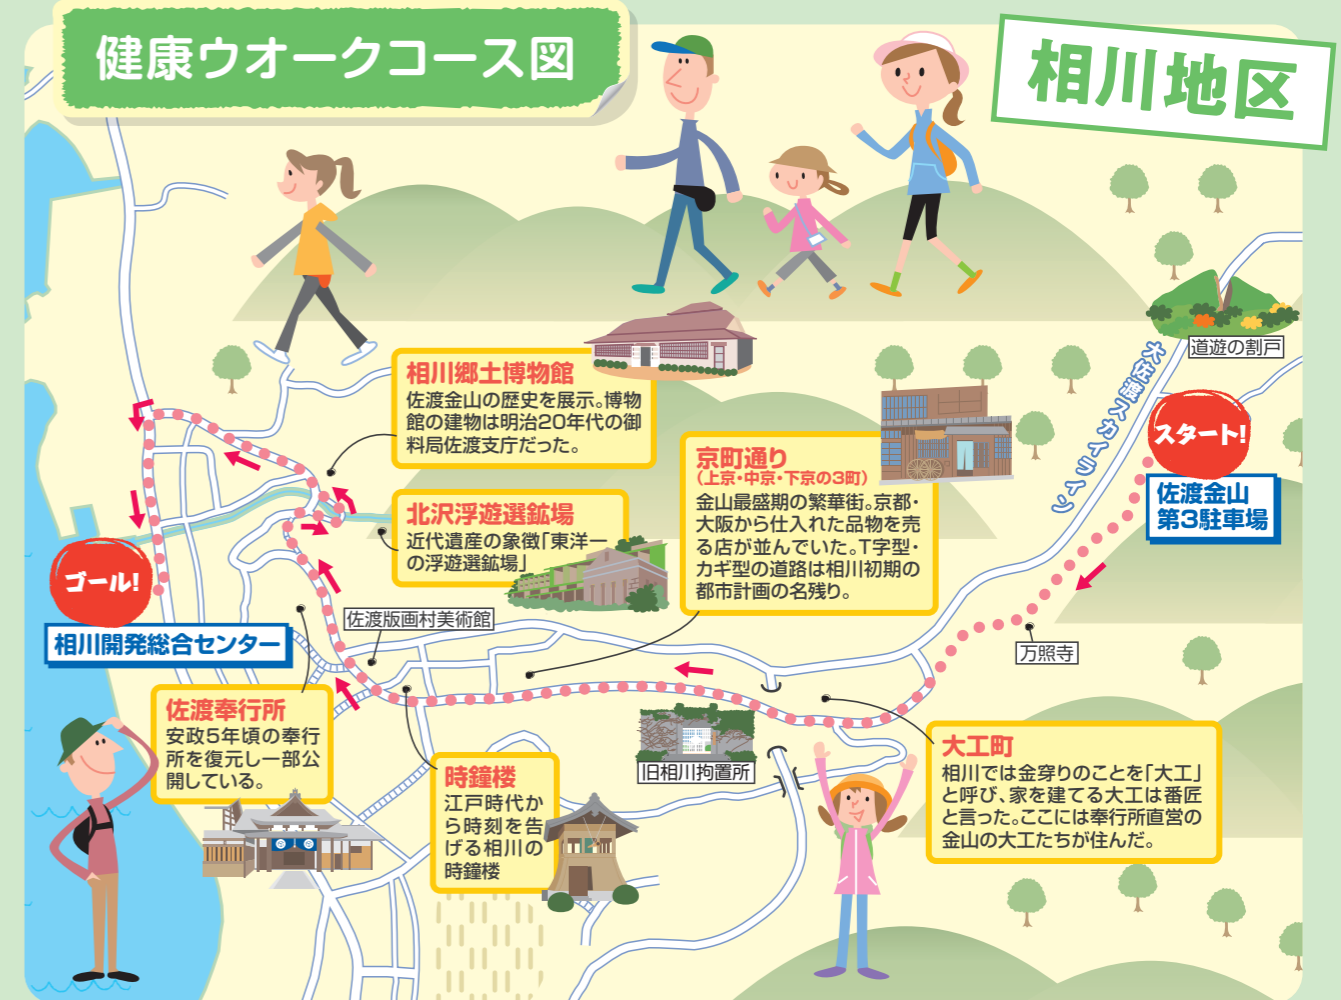 健康ウオークコース図
相川地区
道遊の割戸
大佐渡スカイライン
スタート!
佐渡金山
第3駐車場
相川郷土博物館
佐渡金山の歴史を展示。博物
館の建物は明治20年代の御
料局佐渡支庁だった。
京町通り
(上京・中京・下京の3町)
金山最盛期の繁華街。京都・
大阪から仕入れた品物を売
る店が並んでいた。T字型・
カギ型の道路は相川初期の
都市計画の名残り。
北沢浮遊選鉱場
近代遺産の象徴「東洋一
の浮遊選鉱場」
ゴール!
相川開発総合センター
佐渡版画村美術館
万照寺
佐渡奉行所
安政5年頃の奉行
所を復元し一部公
開している。
時鐘楼
江戸時代か
ら時刻を告
げる相川の
時鐘楼
旧相川拘置所
大工町
相川では金穿りのことを「大工」
と呼び、家を建てる大工は番匠
と言った。ここには奉行所直営の
金山の大工たちが住んだ。